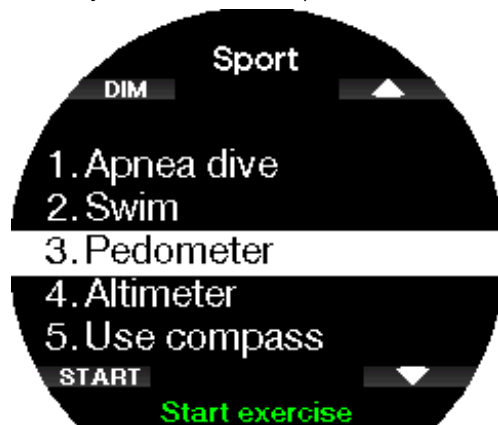 Sport
DIM
1. Apnea dive
2. Swim
3. Pedometer
4. Altimeter
5. Use compass
START
Start exercise